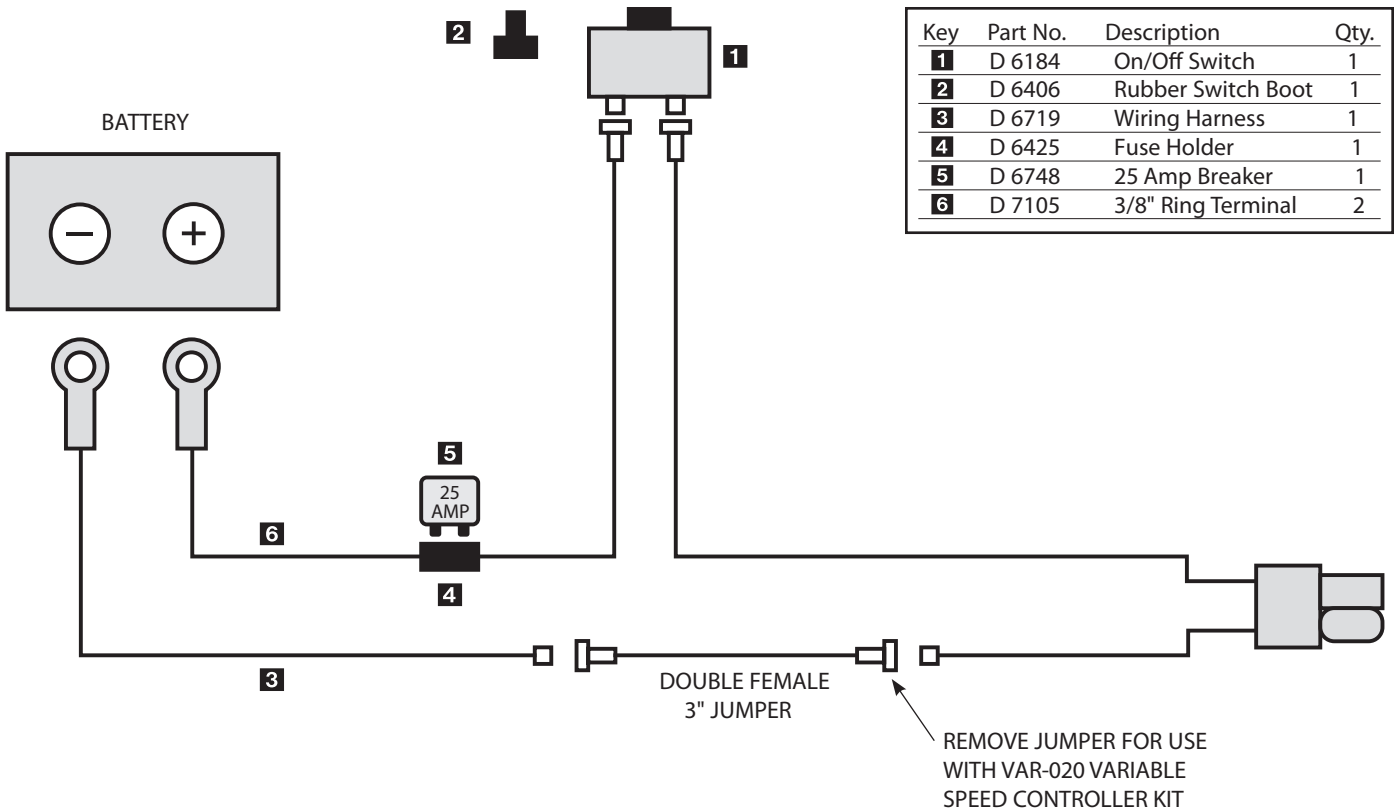 Key Part No. Description Qty.
1 D 6184 On/Off Switch 1
2 D 6406 Rubber Switch Boot 1
3 D 6719 Wiring Harness 1
4 D 6425 Fuse Holder 1
5 D 6748 25 Amp Breaker 1
6 D 7105 3/8" Ring Terminal 2
2
1
BATTERY
− +
5
25
AMP
6
4
3
DOUBLE FEMALE
3" JUMPER
REMOVE JUMPER FOR USE
WITH VAR-020 VARIABLE
SPEED CONTROLLER KIT